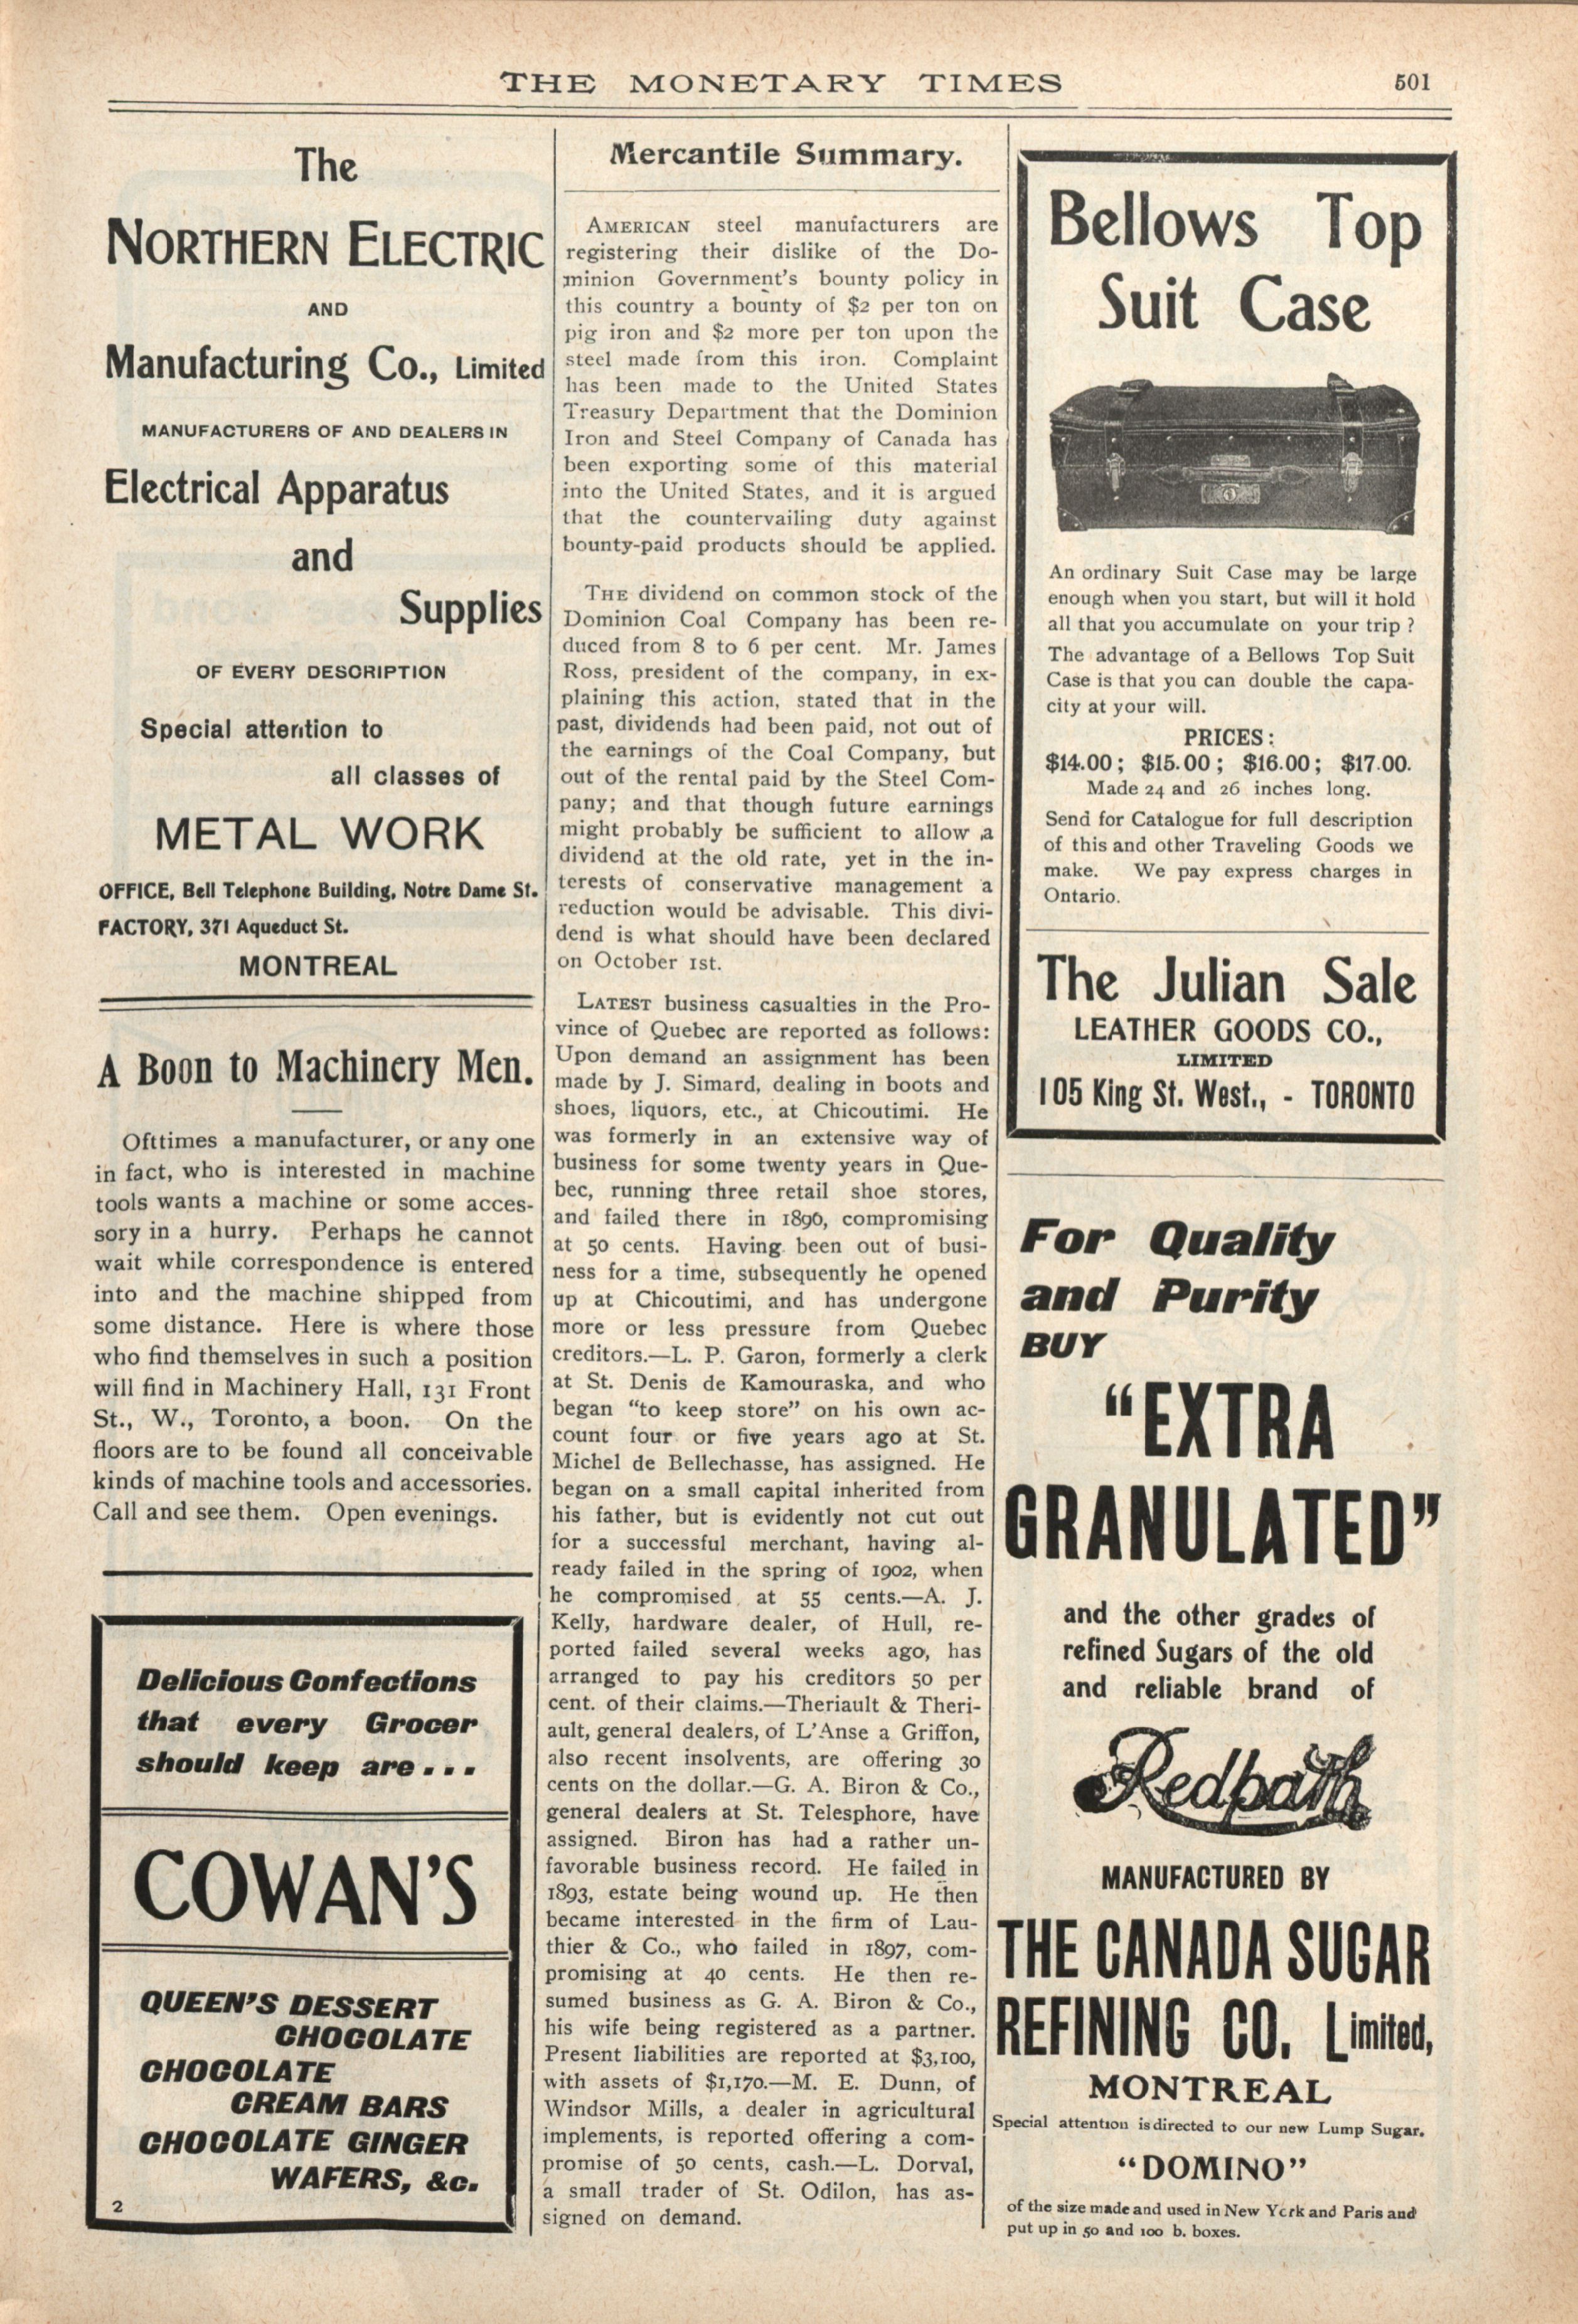 THE MONETARY TIMES
501
The
NORTHERN ELECTRIC
AND
Manufacturing Co., Limited
MANUFACTURERS OF AND DEALERS IN
Electrical Apparatus
and
Supplies
OF EVERY DESCRIPTION
Special attention to
all classes of
METAL WORK
OFFICE, Bell Telephone Building, Notre Dame St.
FACTORY, 371 Aqueduct St.
MONTREAL
A Boon to Machinery Men.
Ofttimes a manufacturer, or any one
in fact, who is interested in machine
tools wants a machine or some acces-
sory in a hurry. Perhaps he cannot
wait while correspondence is entered
into and the machine shipped from
some distance. Here is where those
who find themselves in such a position
will find in Machinery Hall, 131 Front
St., W., Toronto, a boon. On the
floors are to be found all conceivable
kinds of machine tools and accessories.
Call and see them. Open evenings.
Delicious Confections
that every Grocer
should keep are...
COWAN'S
QUEEN'S DESSERT
CHOCOLATE
CHOCOLATE
CREAM BARS
CHOCOLATE GINGER
WAFERS, &c.
2
Mercantile Summary.
AMERICAN steel manufacturers are
registering their dislike of the Do-
minion Government's bounty policy in
this country a bounty of $2 per ton on
pig iron and $2 more per ton upon the
steel made from this iron. Complaint
has been made to the United States
Treasury Department that the Dominion
Iron and Steel Company of Canada has
been exporting some of this material
into the United States, and it is argued
that the countervailing duty against
bounty-paid products should be applied.
THE dividend on common stock of the
Dominion Coal Company has been re-
duced from 8 to 6 per cent. Mr. James
Ross, president of the company, in ex-
plaining this action, stated that in the
past, dividends had been paid, not out of
the earnings of the Coal Company, but
out of the rental paid by the Steel Com-
pany; and that though future earnings
might probably be sufficient to allow a
dividend at the old rate, yet in the in-
terests of conservative management a
reduction would be advisable. This divi-
dend is what should have been declared
on October 1st.
LATEST business casualties in the Pro-
vince of Quebec are reported as follows:
Upon demand an assignment has been
made by J. Simard, dealing in boots and
shoes, liquors, etc., at Chicoutimi. He
was formerly in an extensive way of
business for some twenty years in Que-
bec, running three retail shoe stores,
and failed there in 1896, compromising
at 50 cents. Having been out of busi-
ness for a time, subsequently he opened
up at Chicoutimi, and has undergone
more or less pressure from Quebec
creditors.—L. P. Garon, formerly a clerk
at St. Denis de Kamouraska, and who
began "to keep store" on his own ac-
count four or five years ago at St.
Michel de Bellechasse, has assigned. He
began on a small capital inherited from
his father, but is evidently not cut out
for a successful merchant, having al-
ready failed in the spring of 1902, when
he compromised at 55 cents.—A. J.
Kelly, hardware dealer, of Hull, re-
ported failed several weeks ago, has
arranged to pay his creditors 50 per
cent. of their claims.—Theriault & Theri-
ault, general dealers, of L'Anse a Griffon,
also recent insolvents, are offering 30
cents on the dollar.—G. A. Biron & Co.,
general dealers at St. Telesphore, have
assigned. Biron has had a rather un-
favorable business record. He failed in
1893, estate being wound up. He then
became interested in the firm of Lau-
thier & Co., who failed in 1897, com-
promising at 40 cents. He then re-
sumed business as G. A. Biron & Co.,
his wife being registered as a partner.
Present liabilities are reported at $3,100,
with assets of $1,170.—M. E. Dunn, of
Windsor Mills, a dealer in agricultural
implements, is reported offering a com-
promise of 50 cents, cash.—L. Dorval,
a small trader of St. Odilon, has as-
signed on demand.
Bellows Top
Suit Case
An ordinary Suit Case may be large
enough when you start, but will it hold
all that you accumulate on your trip?
The advantage of a Bellows Top Suit
Case is that you can double the capa-
city at your will.
PRICES:
$14.00; $15.00; $16.00; $17.00.
Made 24 and 26 inches long.
Send for Catalogue for full description
of this and other Traveling Goods we
make. We pay express charges in
Ontario.
The Julian Sale
LEATHER GOODS CO.,
LIMITED
105 King St. West., - TORONTO
For Quality
and Purity
BUY
"EXTRA
GRANULATED"
and the other grades of
refined Sugars of the old
and reliable brand of
Redpath
MANUFACTURED BY
THE CANADA SUGAR
REFINING CO. Limited,
MONTREAL
Special attention is directed to our new Lump Sugar,
"DOMINO"
of the size made and used in New York and Paris and
put up in 50 and 100 b. boxes.